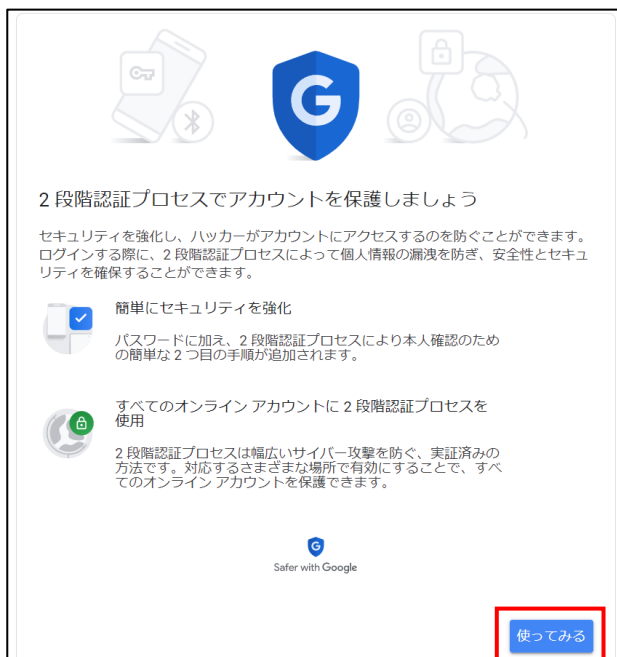 G
2 段階認証プロセスでアカウントを保護しましょう
セキュリティを強化し、ハッカーがアカウントにアクセスするのを防ぐことができます。
ログインする際に、2 段階認証プロセスによって個人情報の漏洩を防ぎ、安全性とセキュ
リティを確保することができます。
簡単にセキュリティを強化
パスワードに加え、2 段階認証プロセスにより本人確認のため
の簡単な 2 つ目の手順が追加されます。
すべてのオンライン アカウントに 2 段階認証プロセスを
使用
2 段階認証プロセスは幅広いサイバー攻撃を防ぐ、実証済みの
方法です。対応するさまざまな場所で有効にすることで、すべ
てのオンライン アカウントを保護できます。
G
Safer with Google
使ってみる